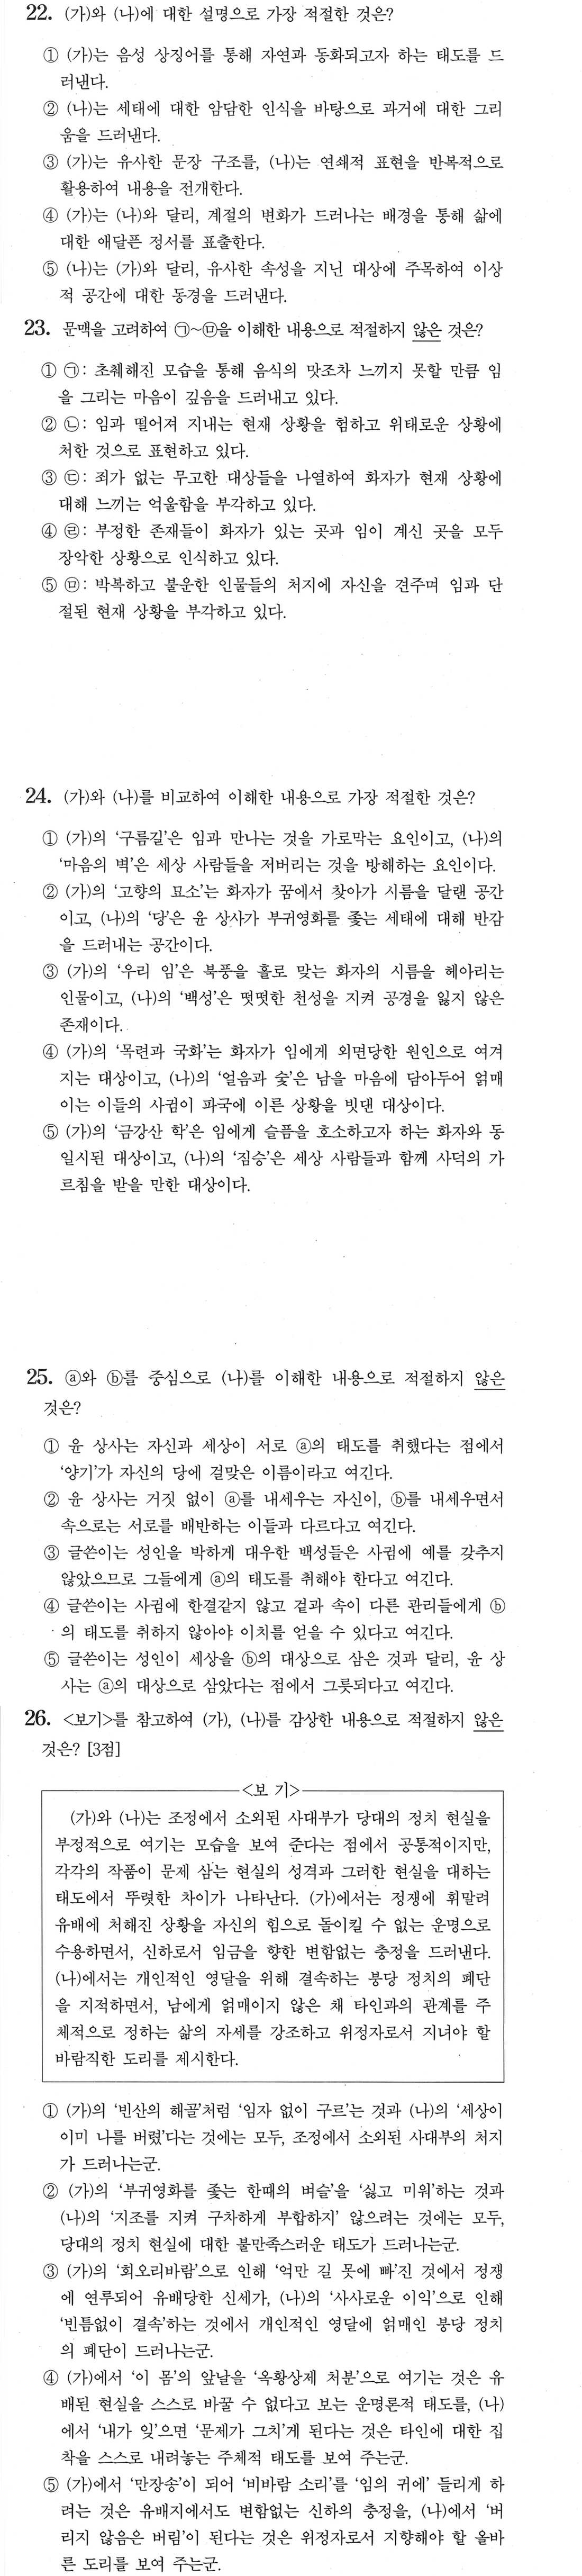 22. (가)와 (나)에 대한 설명으로 가장 적절한 것은?
① (가)는 음성 상징어를 통해 자연과 동화되고자 하는 태도를 드
러낸다.
② (나)는 세태에 대한 암담한 인식을 바탕으로 과거에 대한 그리
움을 드러낸다.
③ (가)는 유사한 문장 구조를, (나)는 연쇄적 표현을 반복적으로
활용하여 내용을 전개한다.
④ (가)는 (나)와 달리, 계절의 변화가 드러나는 배경을 통해 삶에
대한 애달픈 정서를 표출한다.
⑤ (나)는 (가)와 달리, 유사한 속성을 지닌 대상에 주목하여 이상
적 공간에 대한 동경을 드러낸다.
23. 문맥을 고려하여 ㉠~㉤을 이해한 내용으로 적절하지 않은 것은?
① ㉠: 초췌해진 모습을 통해 음식의 맛조차 느끼지 못할 만큼 임
을 그리는 마음이 깊음을 드러내고 있다.
② ㉡: 임과 떨어져 지내는 현재 상황을 험하고 위태로운 상황에
처한 것으로 표현하고 있다.
③ ㉢: 죄가 없는 무고한 대상들을 나열하여 화자가 현재 상황에
대해 느끼는 억울함을 부각하고 있다.
④ ㉣: 부정한 존재들이 화자가 있는 곳과 임이 계신 곳을 모두
장악한 상황으로 인식하고 있다.
⑤ ㉤: 박복하고 불운한 인물들의 처지에 자신을 견주며 임과 단
절된 현재 상황을 부각하고 있다.
24. (가)와 (나)를 비교하여 이해한 내용으로 가장 적절한 것은?
① (가)의 ‘구름길’은 임과 만나는 것을 가로막는 요인이고, (나)의
‘마음의 벽’은 세상 사람들을 저버리는 것을 방해하는 요인이다.
② (가)의 ‘고향의 묘소’는 화자가 꿈에서 찾아가 시름을 달랜 공간
이고, (나)의 ‘당’은 윤 상사가 부귀영화를 좇는 세태에 대해 반감
을 드러내는 공간이다.
③ (가)의 ‘우리 임’은 북풍을 홀로 맞는 화자의 시름을 헤아리는
인물이고, (나)의 ‘백성’은 떳떳한 천성을 지켜 공경을 잃지 않은
존재이다.
④ (가)의 ‘목련과 국화’는 화자가 임에게 외면당한 원인으로 여겨
지는 대상이고, (나)의 ‘얼음과 숯’은 남을 마음에 담아두어 얽매
이는 이들의 사귐이 파국에 이른 상황을 빗댄 대상이다.
⑤ (가)의 ‘금강산 학’은 임에게 슬픔을 호소하고자 하는 화자와 동
일시된 대상이고, (나)의 ‘짐승’은 세상 사람들과 함께 사덕의 가
르침을 받을 만한 대상이다.
25. ⓐ와 ⓑ를 중심으로 (나)를 이해한 내용으로 적절하지 않은
것은?
① 윤 상사는 자신과 세상이 서로 ⓐ의 태도를 취했다는 점에서
‘양기’가 자신의 당에 걸맞은 이름이라고 여긴다.
② 윤 상사는 거짓 없이 ⓐ를 내세우는 자신이, ⓑ를 내세우면서
속으로는 서로를 배반하는 이들과 다르다고 여긴다.
③ 글쓴이는 성인을 박하게 대우한 백성들은 사귐에 예를 갖추지
않았으므로 그들에게 ⓐ의 태도를 취해야 한다고 여긴다.
④ 글쓴이는 사귐에 한결같지 않고 겉과 속이 다른 관리들에게 ⓑ
의 태도를 취하지 않아야 이치를 얻을 수 있다고 여긴다.
⑤ 글쓴이는 성인이 세상을 ⓑ의 대상으로 삼은 것과 달리, 윤 상
사는 ⓐ의 대상으로 삼았다는 점에서 그릇되다고 여긴다.
26. <보기>를 참고하여 (가), (나)를 감상한 내용으로 적절하지 않은
것은? [3점]
<보 기>
(가)와 (나)는 조정에서 소외된 사대부가 당대의 정치 현실을
부정적으로 여기는 모습을 보여 준다는 점에서 공통적이지만,
각각의 작품이 문제 삼는 현실의 성격과 그러한 현실을 대하는
태도에서 뚜렷한 차이가 나타난다. (가)에서는 정쟁에 휘말려
유배에 처해진 상황을 자신의 힘으로 돌이킬 수 없는 운명으로
수용하면서, 신하로서 임금을 향한 변함없는 충정을 드러낸다.
(나)에서는 개인적인 영달을 위해 결속하는 붕당 정치의 폐단
을 지적하면서, 남에게 얽매이지 않은 채 타인과의 관계를 주
체적으로 정하는 삶의 자세를 강조하고 위정자로서 지녀야 할
바람직한 도리를 제시한다.
① (가)의 ‘빈산의 해골’처럼 ‘임자 없이 구르’는 것과 (나)의 ‘세상이
이미 나를 버렸’다는 것에는 모두, 조정에서 소외된 사대부의 처지
가 드러나는군.
② (가)의 ‘부귀영화를 좇는 한때의 벼슬’을 ‘싫고 미워’하는 것과
(나)의 ‘지조를 지켜 구차하게 부합하지’ 않으려는 것에는 모두,
당대의 정치 현실에 대한 불만족스러운 태도가 드러나는군.
③ (가)의 ‘회오리바람’으로 인해 ‘억만 길 못에 빠’진 것에서 정쟁
에 연루되어 유배당한 신세가, (나)의 ‘사사로운 이익’으로 인해
‘빈틈없이 결속’하는 것에서 개인적인 영달에 얽매인 붕당 정치
의 폐단이 드러나는군.
④ (가)에서 ‘이 몸’의 앞날을 ‘옥황상제 처분’으로 여기는 것은 유
배된 현실을 스스로 바꿀 수 없다고 보는 운명론적 태도를, (나)
에서 ‘내가 잊’으면 ‘문제가 그치’게 된다는 것은 타인에 대한 집
착을 스스로 내려놓는 주체적 태도를 보여 주는군.
⑤ (가)에서 ‘만장송’이 되어 ‘비바람 소리’를 ‘임의 귀에’ 들리게 하
려는 것은 유배지에서도 변함없는 신하의 충정을, (나)에서 ‘버
리지 않음은 버림’이 된다는 것은 위정자로서 지향해야 할 올바
른 도리를 보여 주는군.